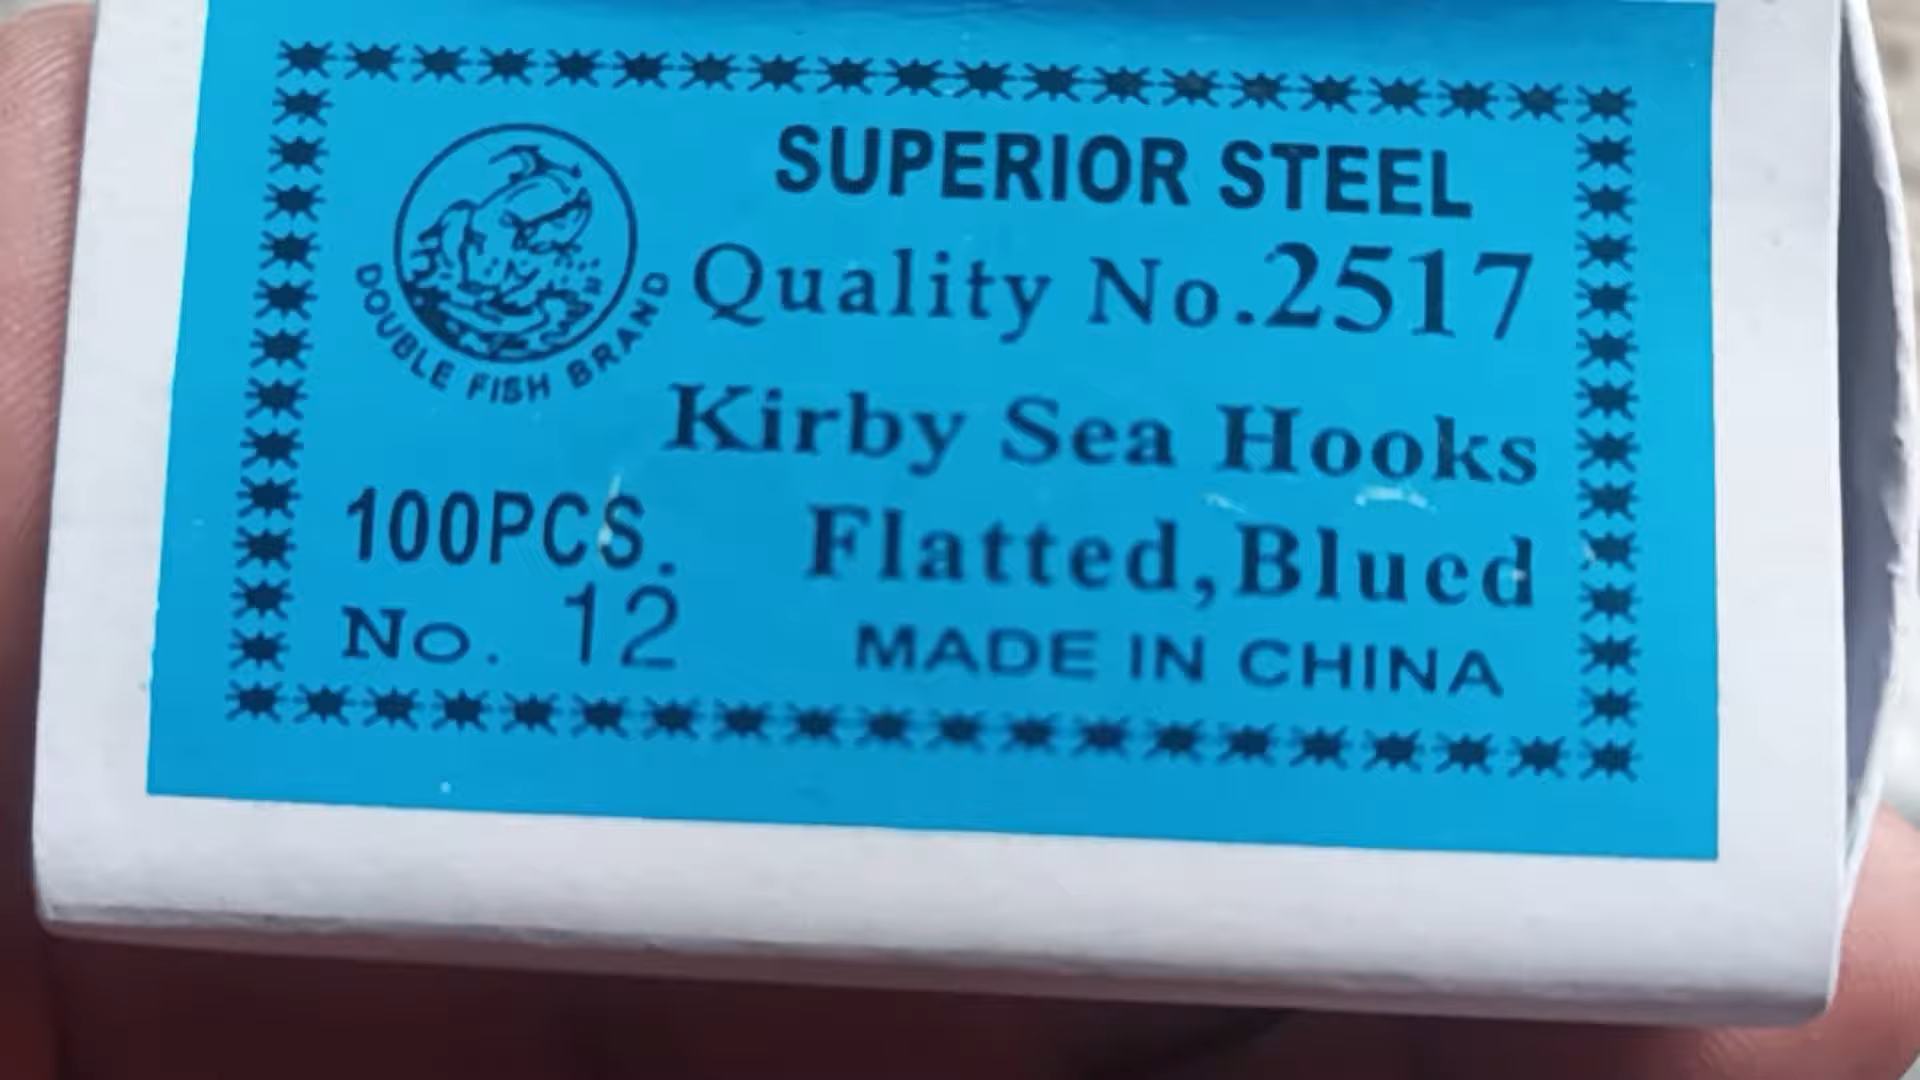 SUPERIOR STEEL
Quality No.2517
DOUBLE FISH BRAND
Kirby Sea Hooks
100PCS.
Flatted,Blued
No. 12
MADE IN CHINA